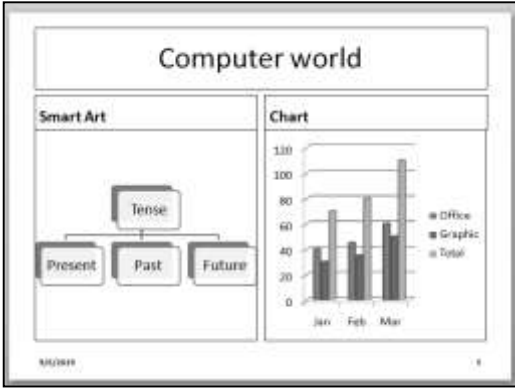 Computer world
Smart Art
Chart
Tense
Present Past Future
120
100
80
60
40
20
0
Jan Feb Mar
Office
Graphic
Total